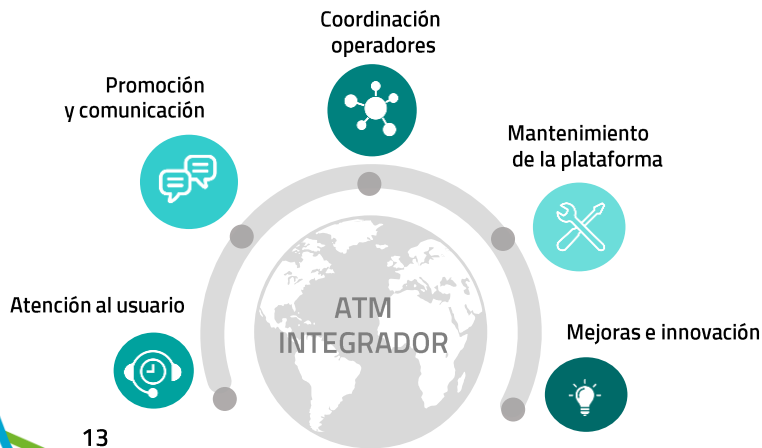 Coordinación
operadores
Promoción
y comunicación
Mantenimiento
de la plataforma
Atención al usuario
ATM
INTEGRADOR
Mejoras e innovación
13